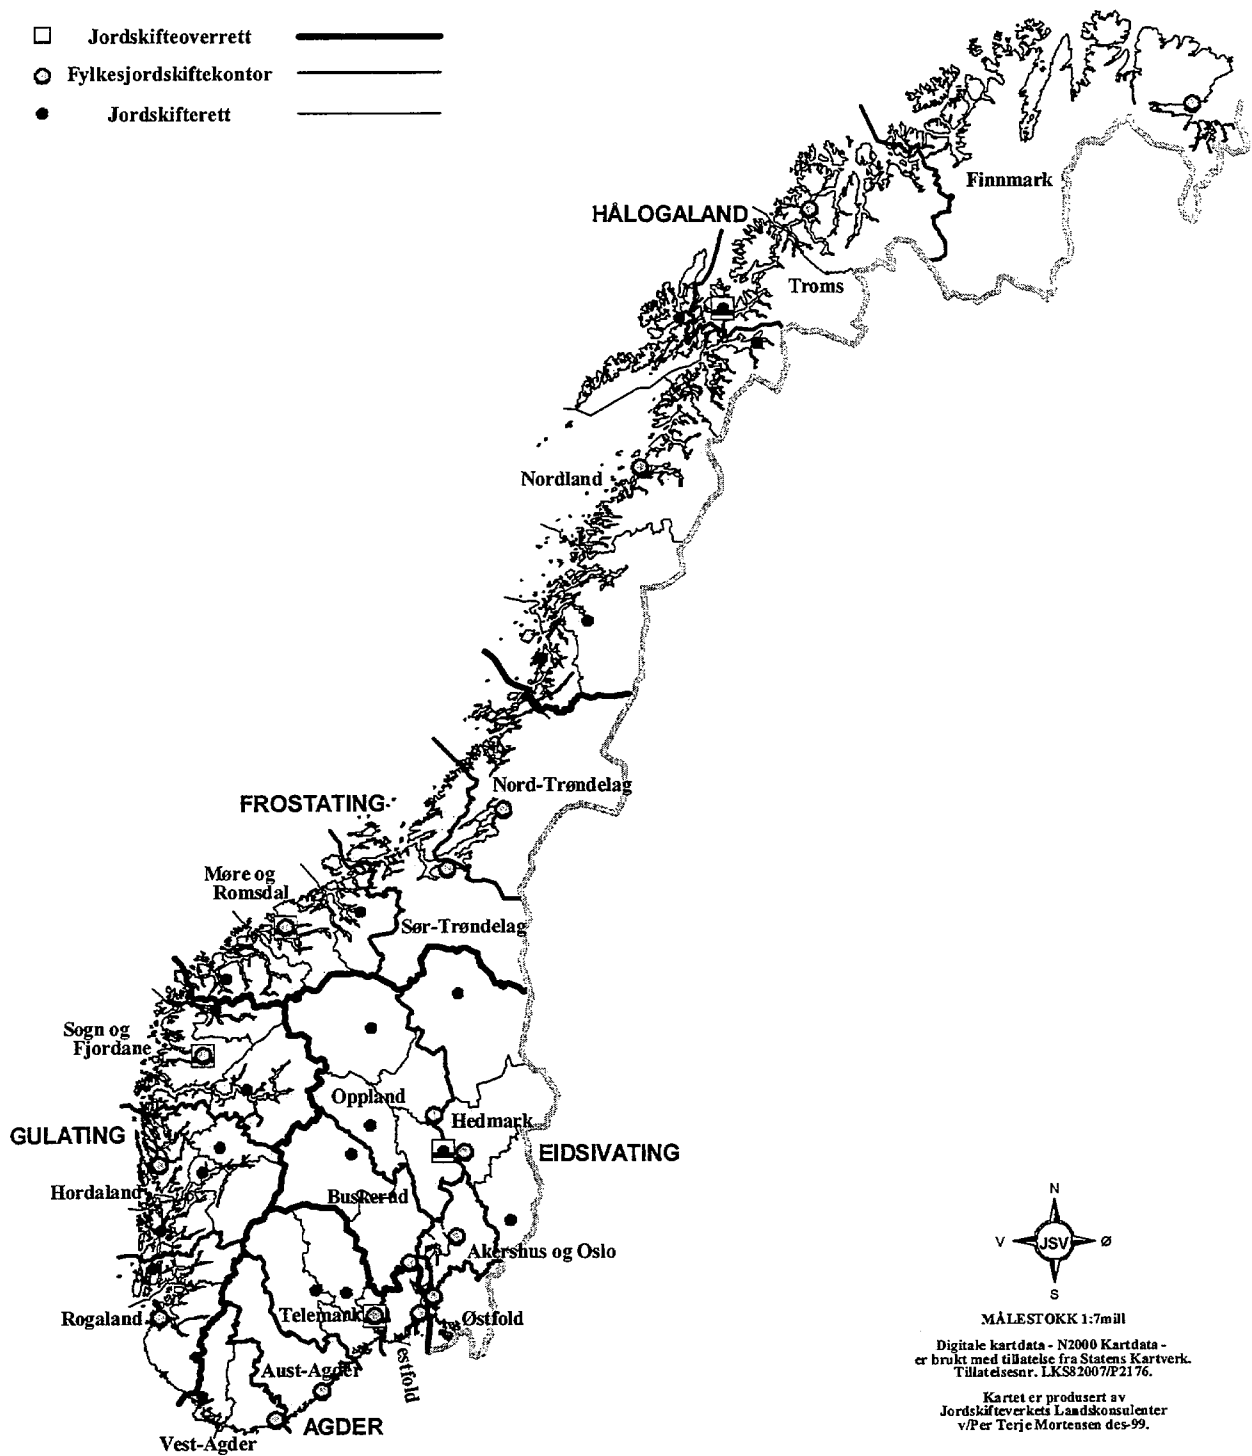 Jordskifteoverrett
Fylkesjordskiftekontor
Jordskifterett
Finnmark
HÅLOGALAND
Troms
Nordland
Nord-Trøndelag
FROSTATING
Møre og
Romsdal
Sør-Trøndelag
Sogn og
Fjordane
Oppland
Hedmark
GULATING
EIDSIVATING
Hordaland
Buskerud
Akershus og Oslo
Rogaland
Telemark
Østfold
Vestfold
Aust-Agder
AGDER
Vest-Agder
N
V JSV Ø
S
MÅLESTOKK 1:7mill
Digitale kartdata - N2000 Kartdata -
er brukt med tillatelse fra Statens Kartverk.
Tillatelsesnr. LKS82007/P2176.
Kartet er produsert av
Jordskifteverkets Landskonsulenter
v/Per Terje Mortensen des-99.